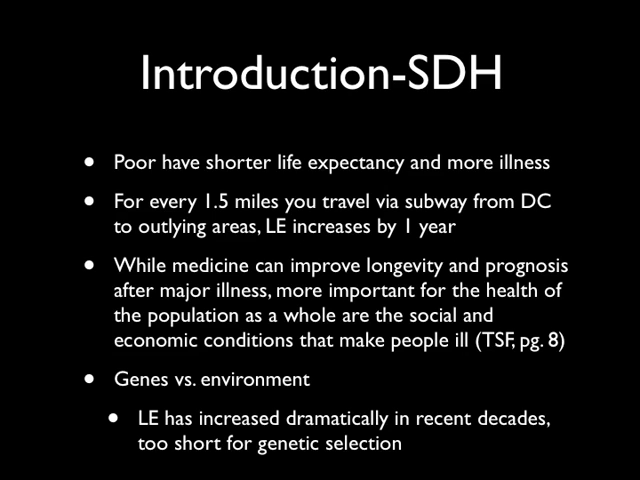 Introduction-SDH
• Poor have shorter life expectancy and more illness
• For every 1.5 miles you travel via subway from DC
to outlying areas, LE increases by 1 year
• While medicine can improve longevity and prognosis
after major illness, more important for the health of
the population as a whole are the social and
economic conditions that make people ill (TSF, pg. 8)
• Genes vs. environment
• LE has increased dramatically in recent decades,
too short for genetic selection